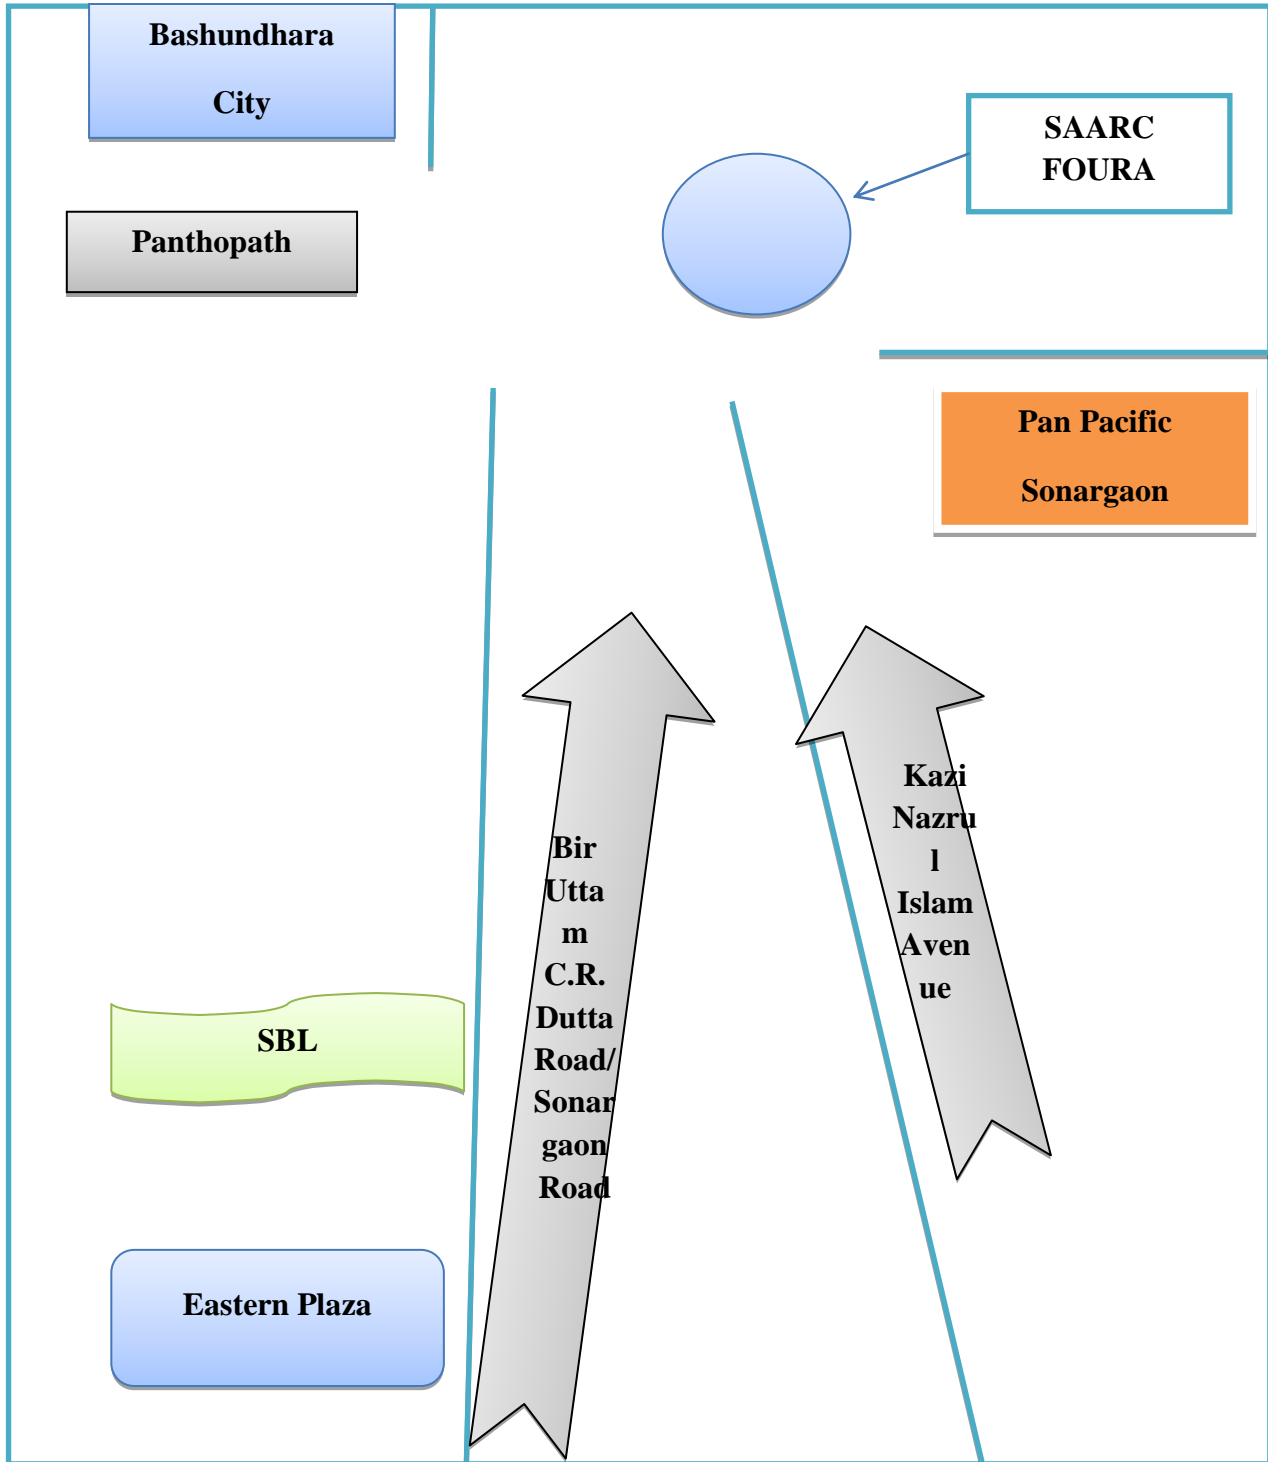 Bashundhara
City
SAARC
FOURA
Panthopath
Pan Pacific
Sonargaon
Bir
Utta
m
C.R.
Dutta
Road/
Sonar
gaon
Road
Kazi
Nazru
l
Islam
Aven
ue
SBL
Eastern Plaza